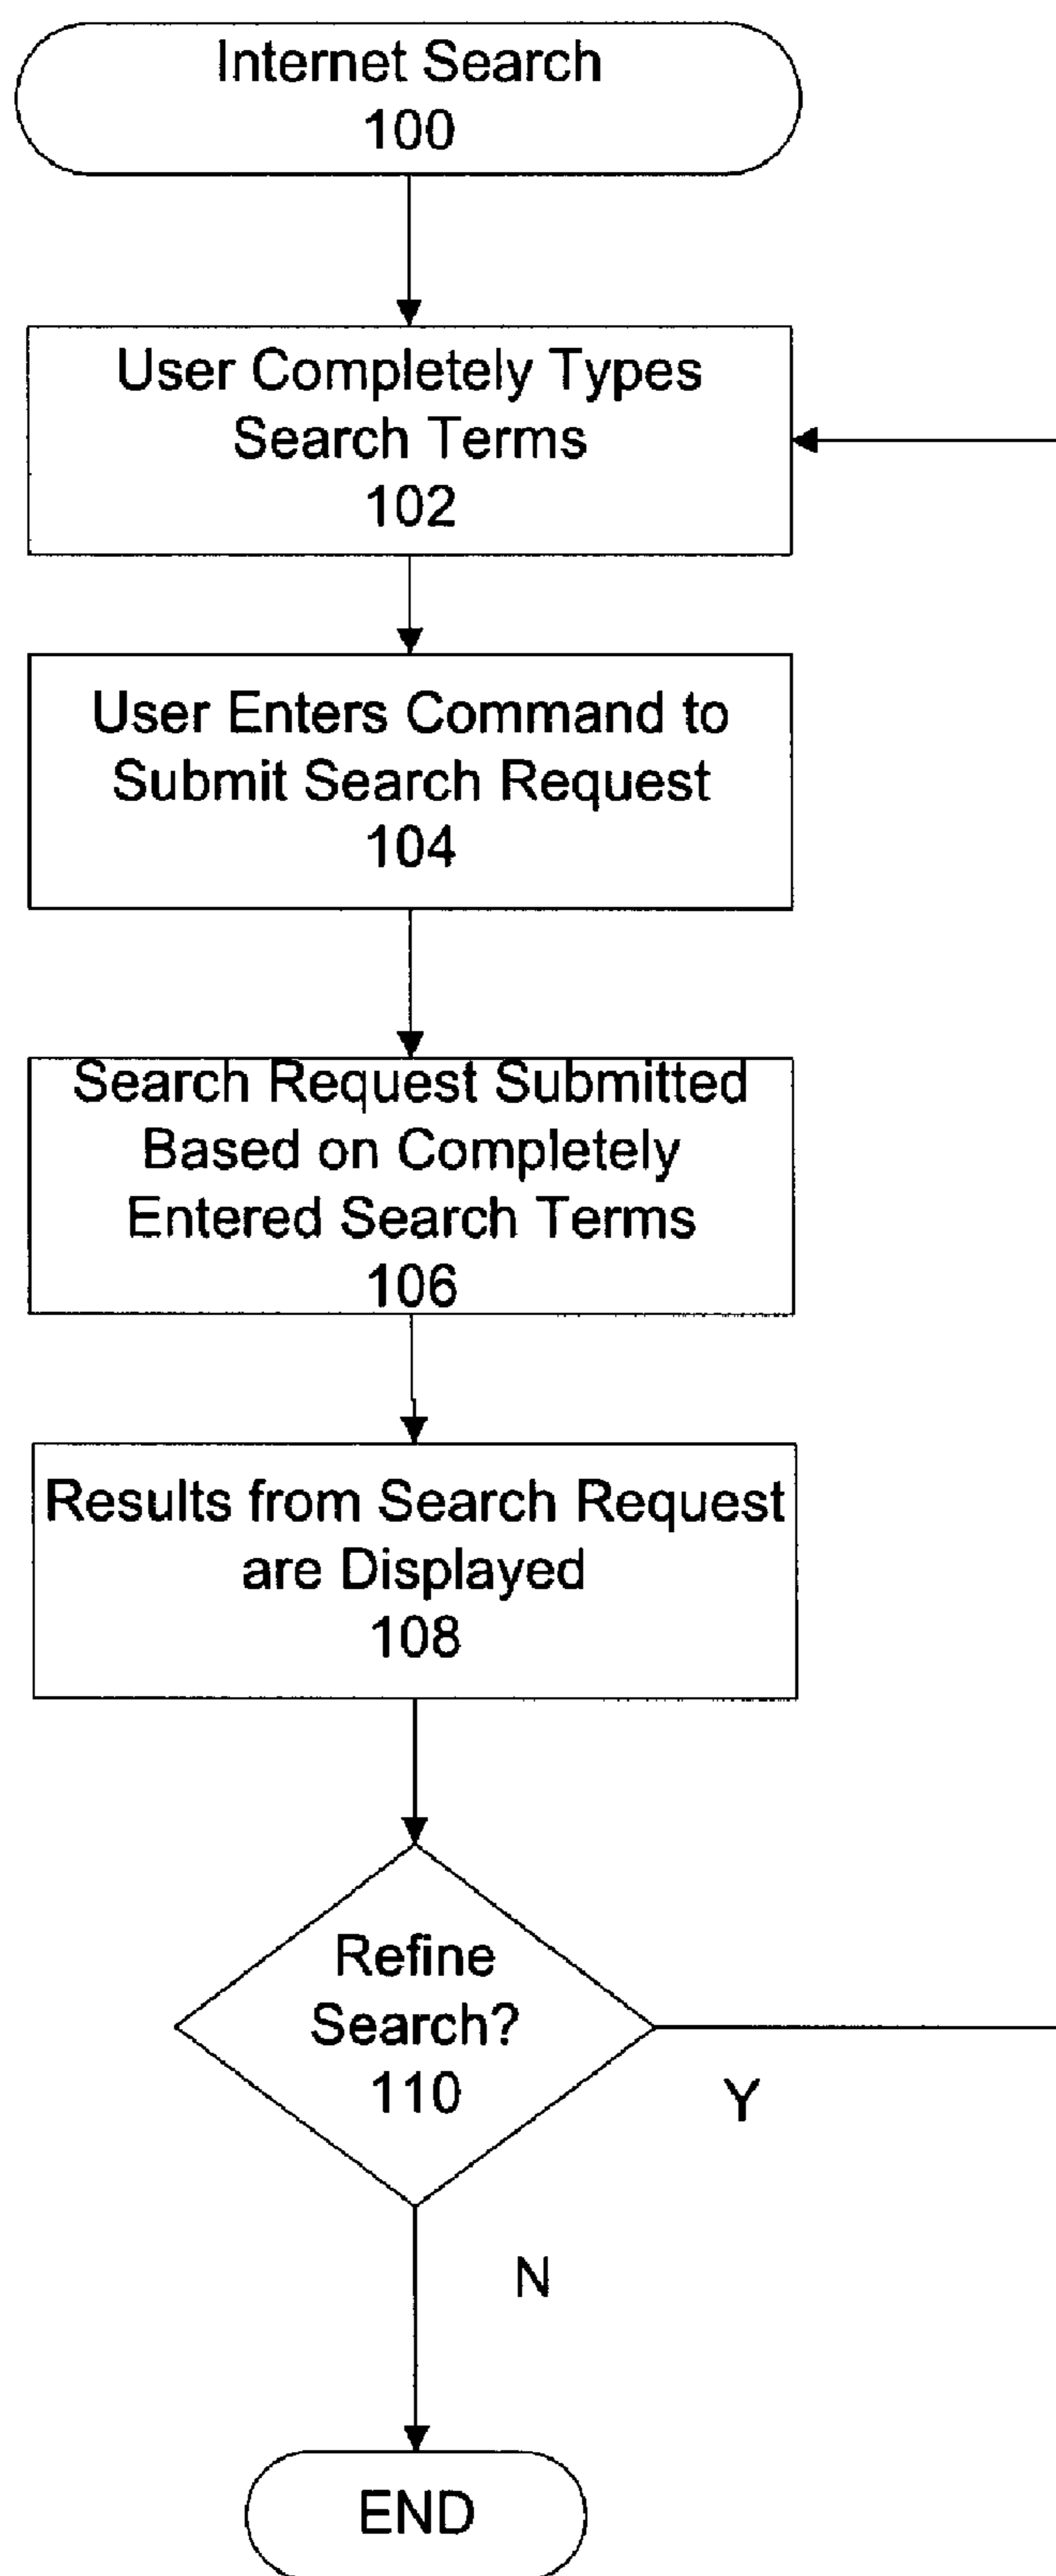 Internet Search
100
User Completely Types
Search Terms
102
User Enters Command to
Submit Search Request
104
Search Request Submitted
Based on Completely
Entered Search Terms
106
Results from Search Request
are Displayed
108
Refine
Search?
110
Y
N
END